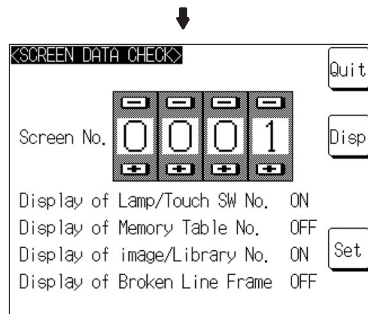 <SCREEN DATA CHECK>
Quit
Screen No. 0001
Disp
Display of Lamp/Touch SW No. ON
Display of Memory Table No. OFF
Display of image/Library No. ON
Set
Display of Broken Line Frame OFF